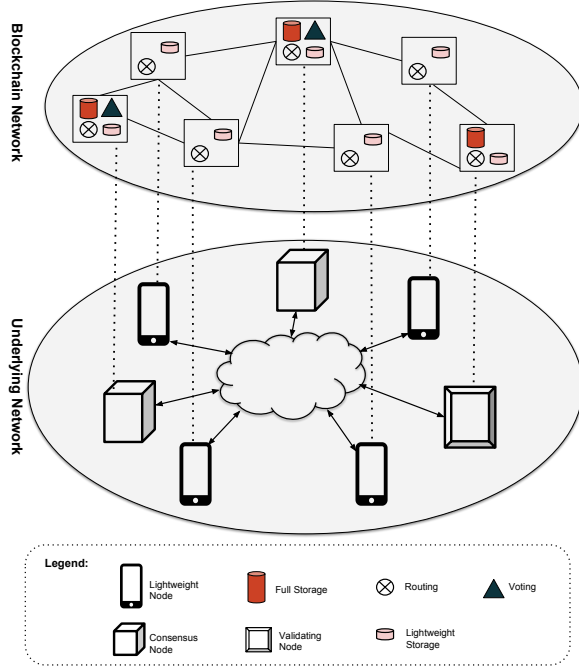 Blockchain Network
Underlying Network
Legend:
Lightweight
Node
Full Storage
Routing
Voting
Consensus
Node
Validating
Node
Lightweight
Storage